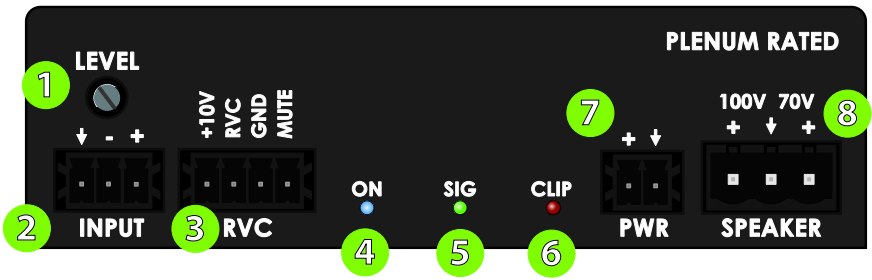 PLENUM RATED
LEVEL
1
+10V
RVC
GND
MUTE
7
100V 70V
8
↓ - +
+ ↓
+ ↓ +
ON
SIG
CLIP
2
INPUT
3
RVC
4
5
6
PWR
SPEAKER